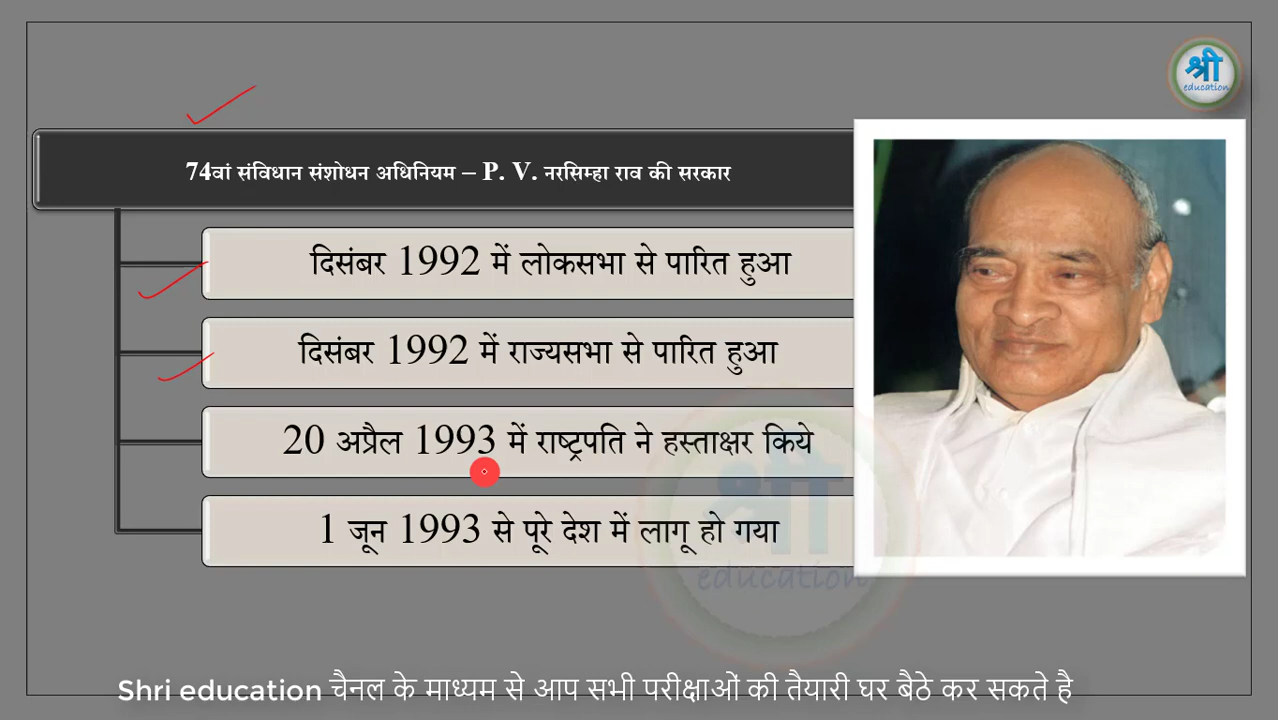 श्री
education
74वां संविधान संशोधन अधिनियम – P. V. नरसिम्हा राव की सरकार
दिसंबर 1992 में लोकसभा से पारित हुआ
दिसंबर 1992 में राज्यसभा से पारित हुआ
20 अप्रैल 1993 में राष्ट्रपति ने हस्ताक्षर किये
1 जून 1993 से पूरे देश में लागू हो गया
श्री
education
Shri education चैनल के माध्यम से आप सभी परीक्षाओं की तैयारी घर बैठे कर सकते है